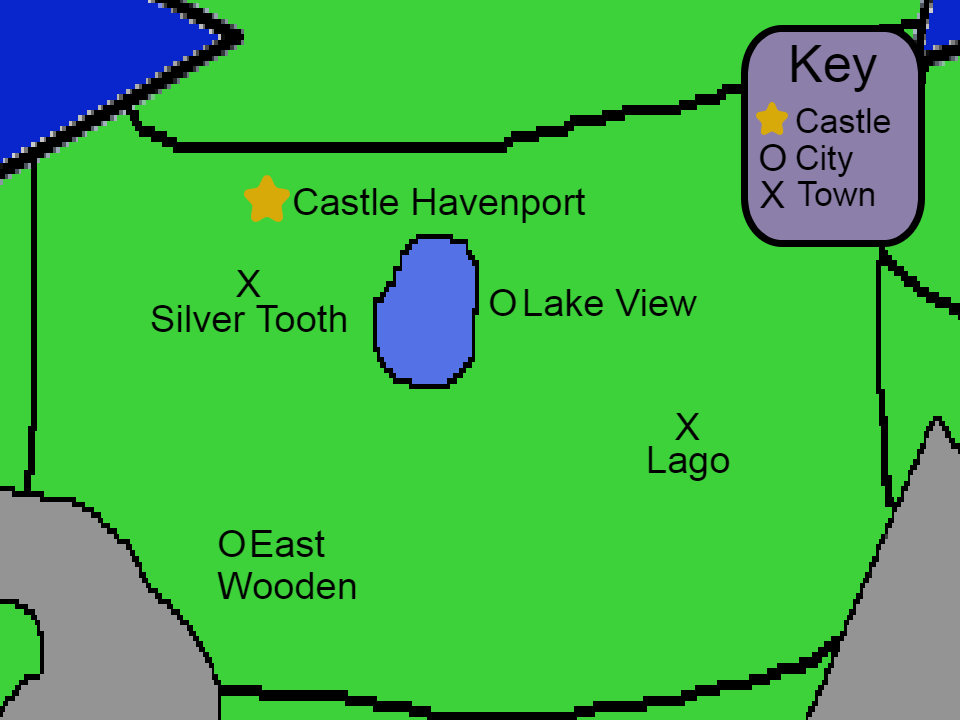 Key
Castle
O City
X Town
Castle Havenport
X
Silver Tooth
O Lake View
X
Lago
O East
Wooden